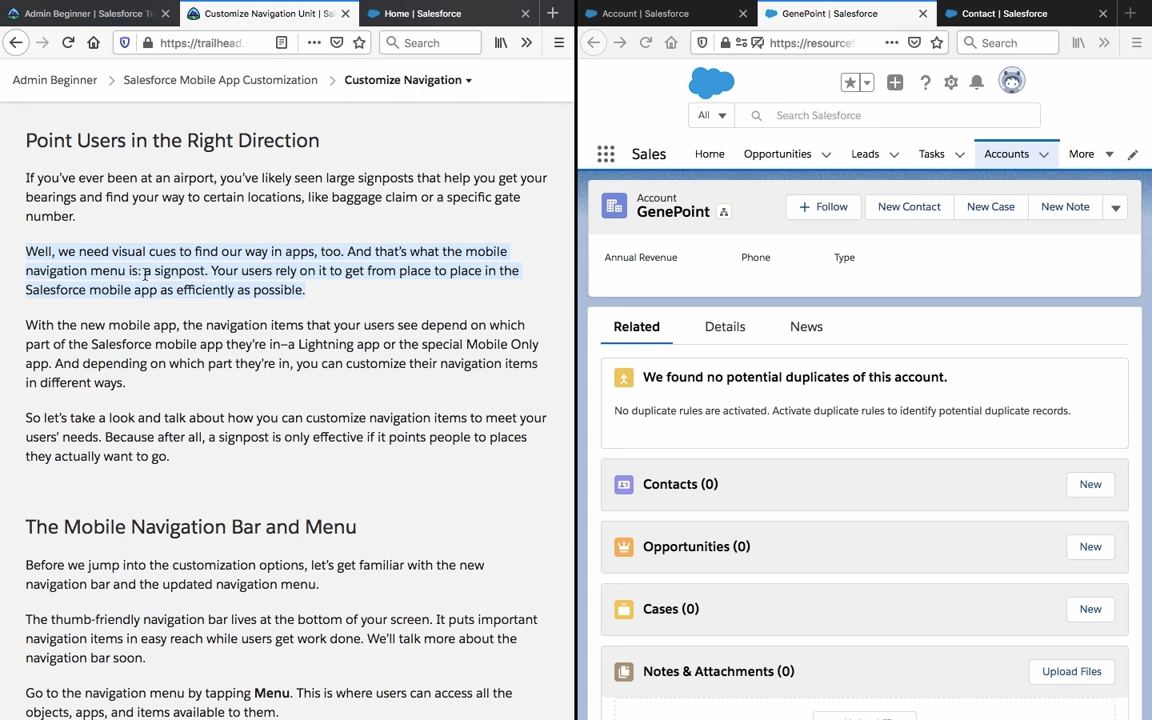 Admin Beginner | Salesforce Tr
Customize Navigation Unit | Sa
Home | Salesforce
https://trailhead.
Search
Admin Beginner > Salesforce Mobile App Customization > Customize Navigation
Point Users in the Right Direction
If you've ever been at an airport, you've likely seen large signposts that help you get your
bearings and find your way to certain locations, like baggage claim or a specific gate
number.
Well, we need visual cues to find our way in apps, too. And that's what the mobile
navigation menu is: a signpost. Your users rely on it to get from place to place in the
Salesforce mobile app as efficiently as possible.
With the new mobile app, the navigation items that your users see depend on which
part of the Salesforce mobile app they're in—a Lightning app or the special Mobile Only
app. And depending on which part they're in, you can customize their navigation items
in different ways.
So let's take a look and talk about how you can customize navigation items to meet your
users' needs. Because after all, a signpost is only effective if it points people to places
they actually want to go.
The Mobile Navigation Bar and Menu
Before we jump into the customization options, let's get familiar with the new
navigation bar and the updated navigation menu.
The thumb-friendly navigation bar lives at the bottom of your screen. It puts important
navigation items in easy reach while users get work done. We'll talk more about the
navigation bar soon.
Go to the navigation menu by tapping Menu. This is where users can access all the
objects, apps, and items available to them.
Account | Salesforce
GenePoint | Salesforce
Contact | Salesforce
https://resource
Search
All
Search Salesforce
Sales
Home
Opportunities
Leads
Tasks
Accounts
More
Account
GenePoint
+ Follow
New Contact
New Case
New Note
Annual Revenue
Phone
Type
Related
Details
News
We found no potential duplicates of this account.
No duplicate rules are activated. Activate duplicate rules to identify potential duplicate records.
Contacts (0)
New
Opportunities (0)
New
Cases (0)
New
Notes & Attachments (0)
Upload Files